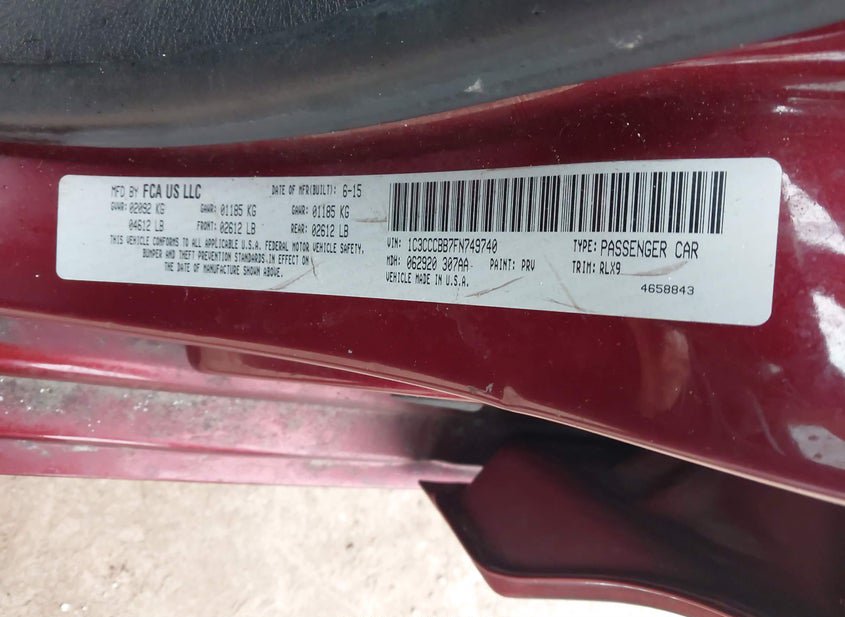 MFD BY FCA US LLC DATE OF MFR(BUILT): 6-15
GVWR: 02092 KG GAWR: 01185 KG GAWR: 01185 KG
04612 LB FRONT: 02612 LB REAR: 02612 LB
THIS VEHICLE CONFORMS TO ALL APPLICABLE U.S.A. FEDERAL MOTOR VEHICLE SAFETY,
BUMPER AND THEFT PREVENTION STANDARDS IN EFFECT ON
THE DATE OF MANUFACTURE SHOWN ABOVE.
VIN: 1C3CCCBB7FN749740 TYPE: PASSENGER CAR
MDH: 062920 307AA PAINT: PRV TRIM: RLX9
VEHICLE MADE IN U.S.A.
4658843